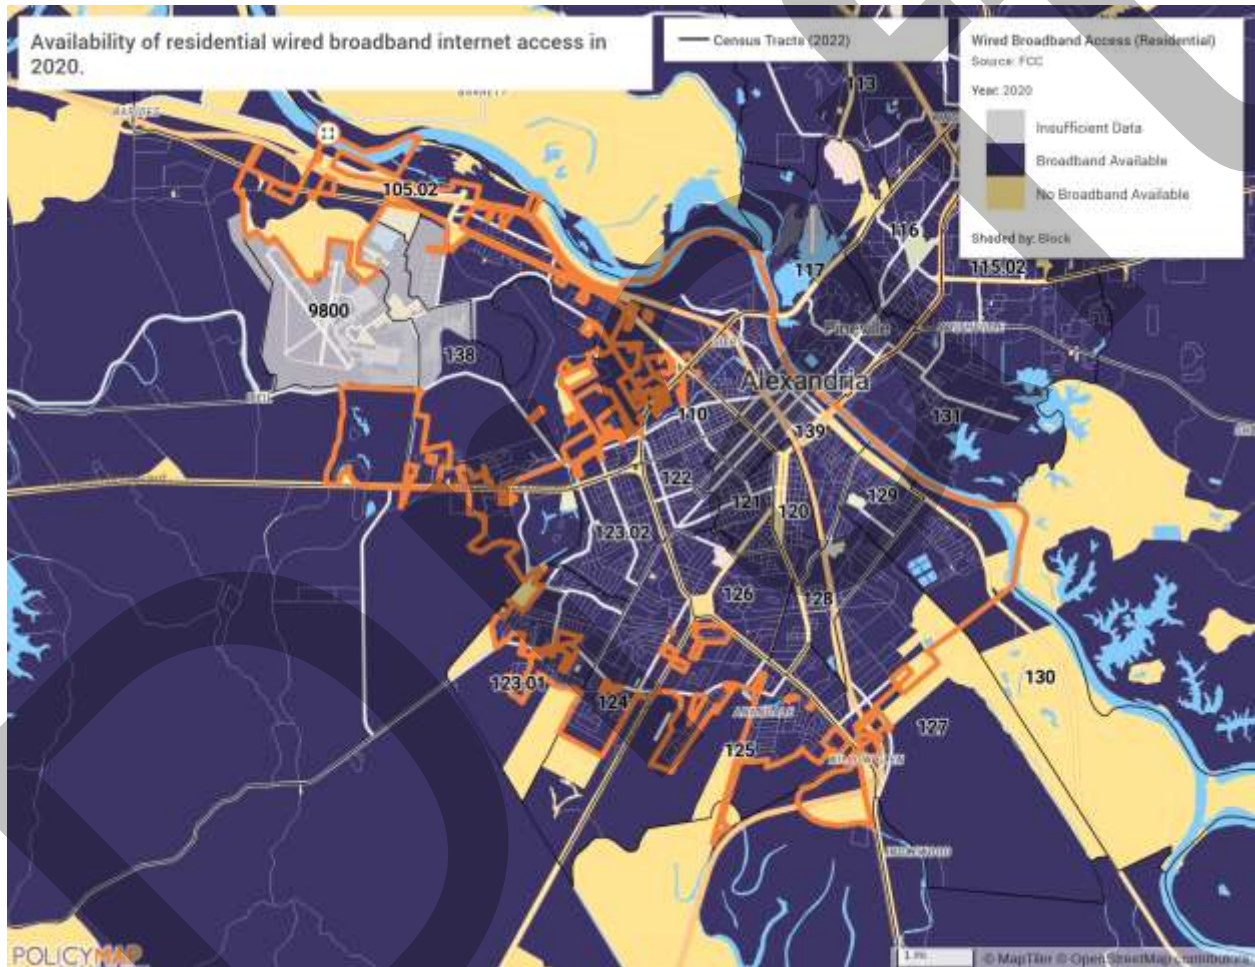 Availability of residential wired broadband internet access in
2020.
Census Tracts (2022)
Wired Broadband Access (Residential)
Source: FCC
Year: 2020
Insufficient Data
Broadband Available
No Broadband Available
Shaded by: Block
113
105.02
116
117
115.02
Pineville
9800
138
Alexandria
110
139
131
122
121
120
129
123.02
126
128
123.01
124
130
127
125
POLICYMAP
1 mi
© MapTiler © OpenStreetMap contributors